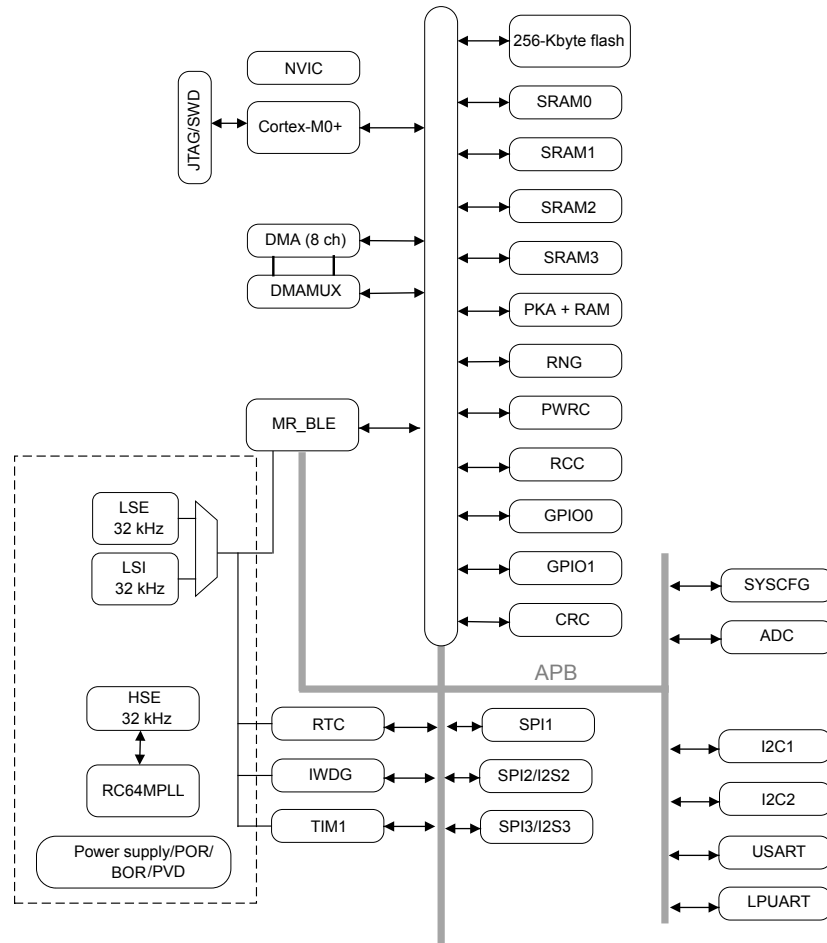 256-Kbyte flash
NVIC
JTAG/SWD
Cortex-M0+
SRAM0
SRAM1
SRAM2
DMA (8 ch)
SRAM3
DMAMUX
PKA + RAM
RNG
PWRC
MR_BLE
RCC
LSE
32 kHz
GPIO0
LSI
32 kHz
GPIO1
SYSCFG
CRC
ADC
APB
HSE
32 kHz
RTC
SPI1
I2C1
RC64MPLL
IWDG
SPI2/I2S2
I2C2
TIM1
SPI3/I2S3
Power supply/POR/
BOR/PVD
USART
LPUART